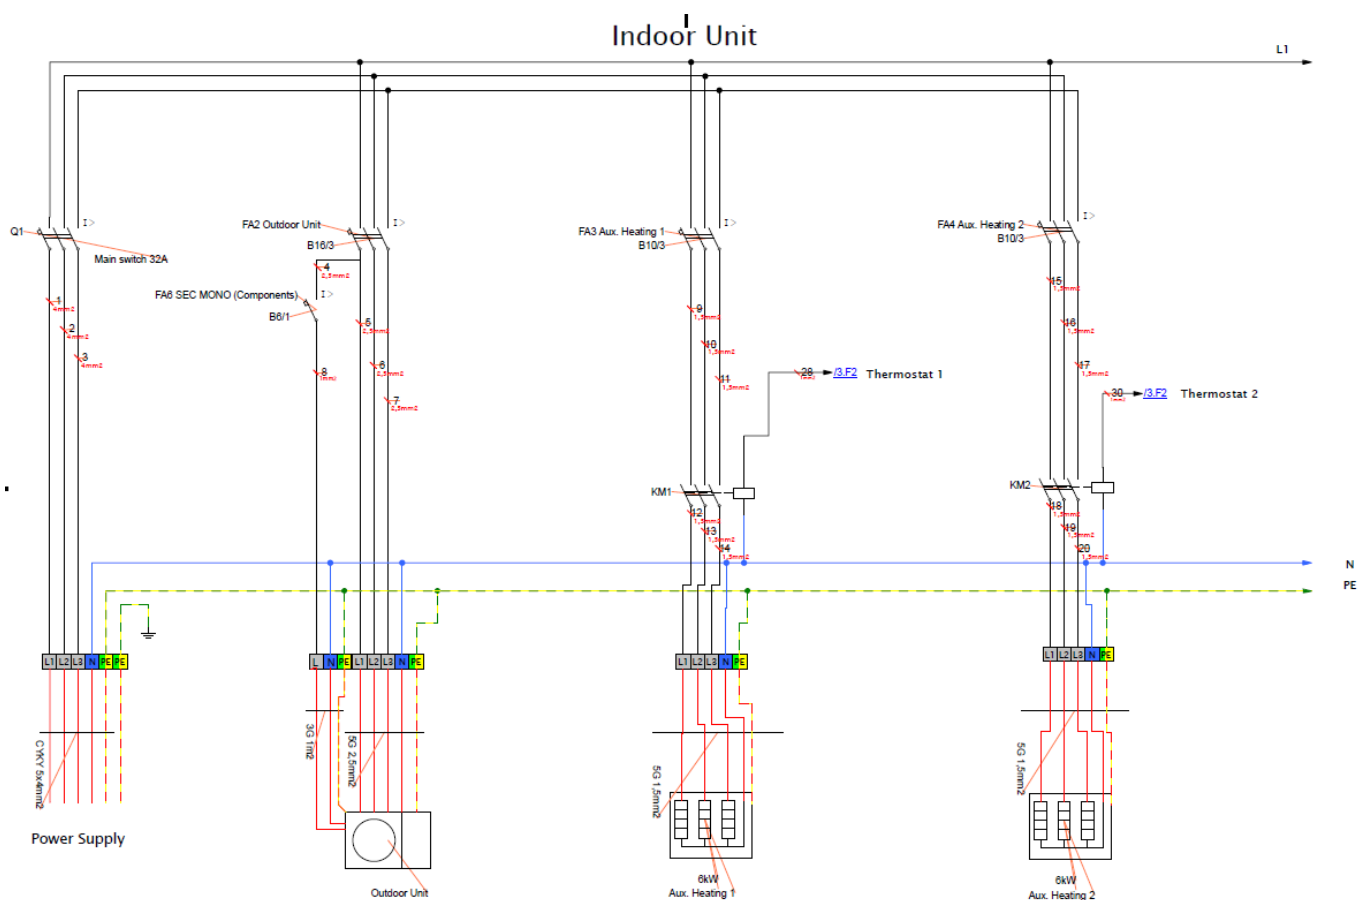 Indoor Unit
L1
Q1
I>
Main switch 32A
FA2 Outdoor Unit
I>
B16/3
FA3 Aux. Heating 1
I>
B10/3
FA4 Aux. Heating 2
I>
B10/3
4
2,5mm2
FA6 SEC MONO (Components)
I>
B6/1
1
4mm2
2
4mm2
3
4mm2
5
2,5mm2
6
2,5mm2
7
2,5mm2
8
1mm2
9
1,5mm2
10
1,5mm2
11
1,5mm2
15
1,5mm2
16
1,5mm2
17
1,5mm2
28
1mm2
/3.F2
Thermostat 1
30
1mm2
/3.F2
Thermostat 2
KM1
12
1,5mm2
13
1,5mm2
14
1,5mm2
KM2
18
1,5mm2
19
1,5mm2
20
1,5mm2
N
PE
L1 L2 L3 N PE PE
L N PE L1 L2 L3 N PE
L1 L2 L3 N PE
L1 L2 L3 N PE
CYKY 5x4mm2
3G 1m2
5G 2,5mm2
5G 1,5mm2
5G 1,5mm2
Power Supply
Outdoor Unit
6kW
Aux. Heating 1
6kW
Aux. Heating 2